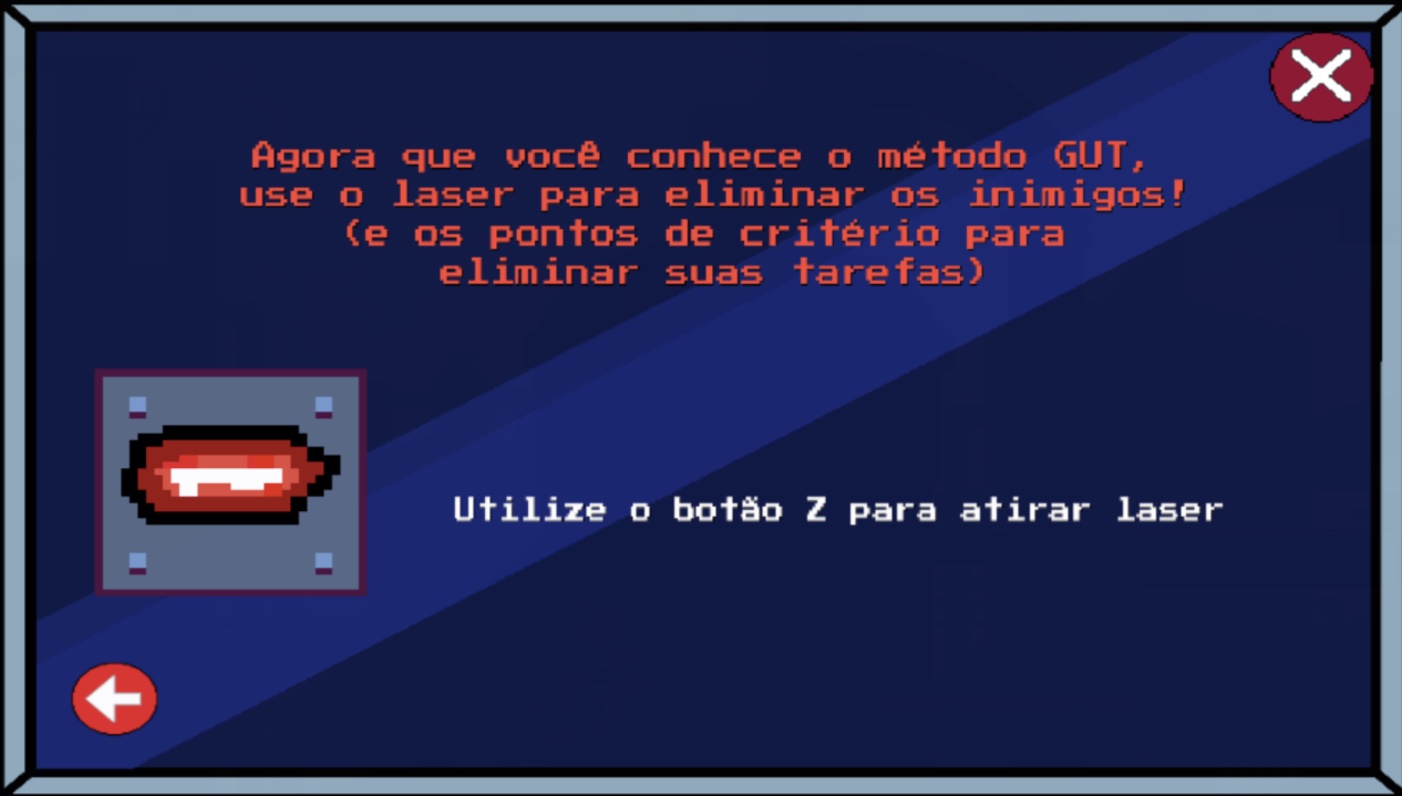 Agora que você conhece o método GUT,
use o laser para eliminar os inimigos!
(e os pontos de critério para
eliminar suas tarefas)
Utilize o botão Z para atirar laser